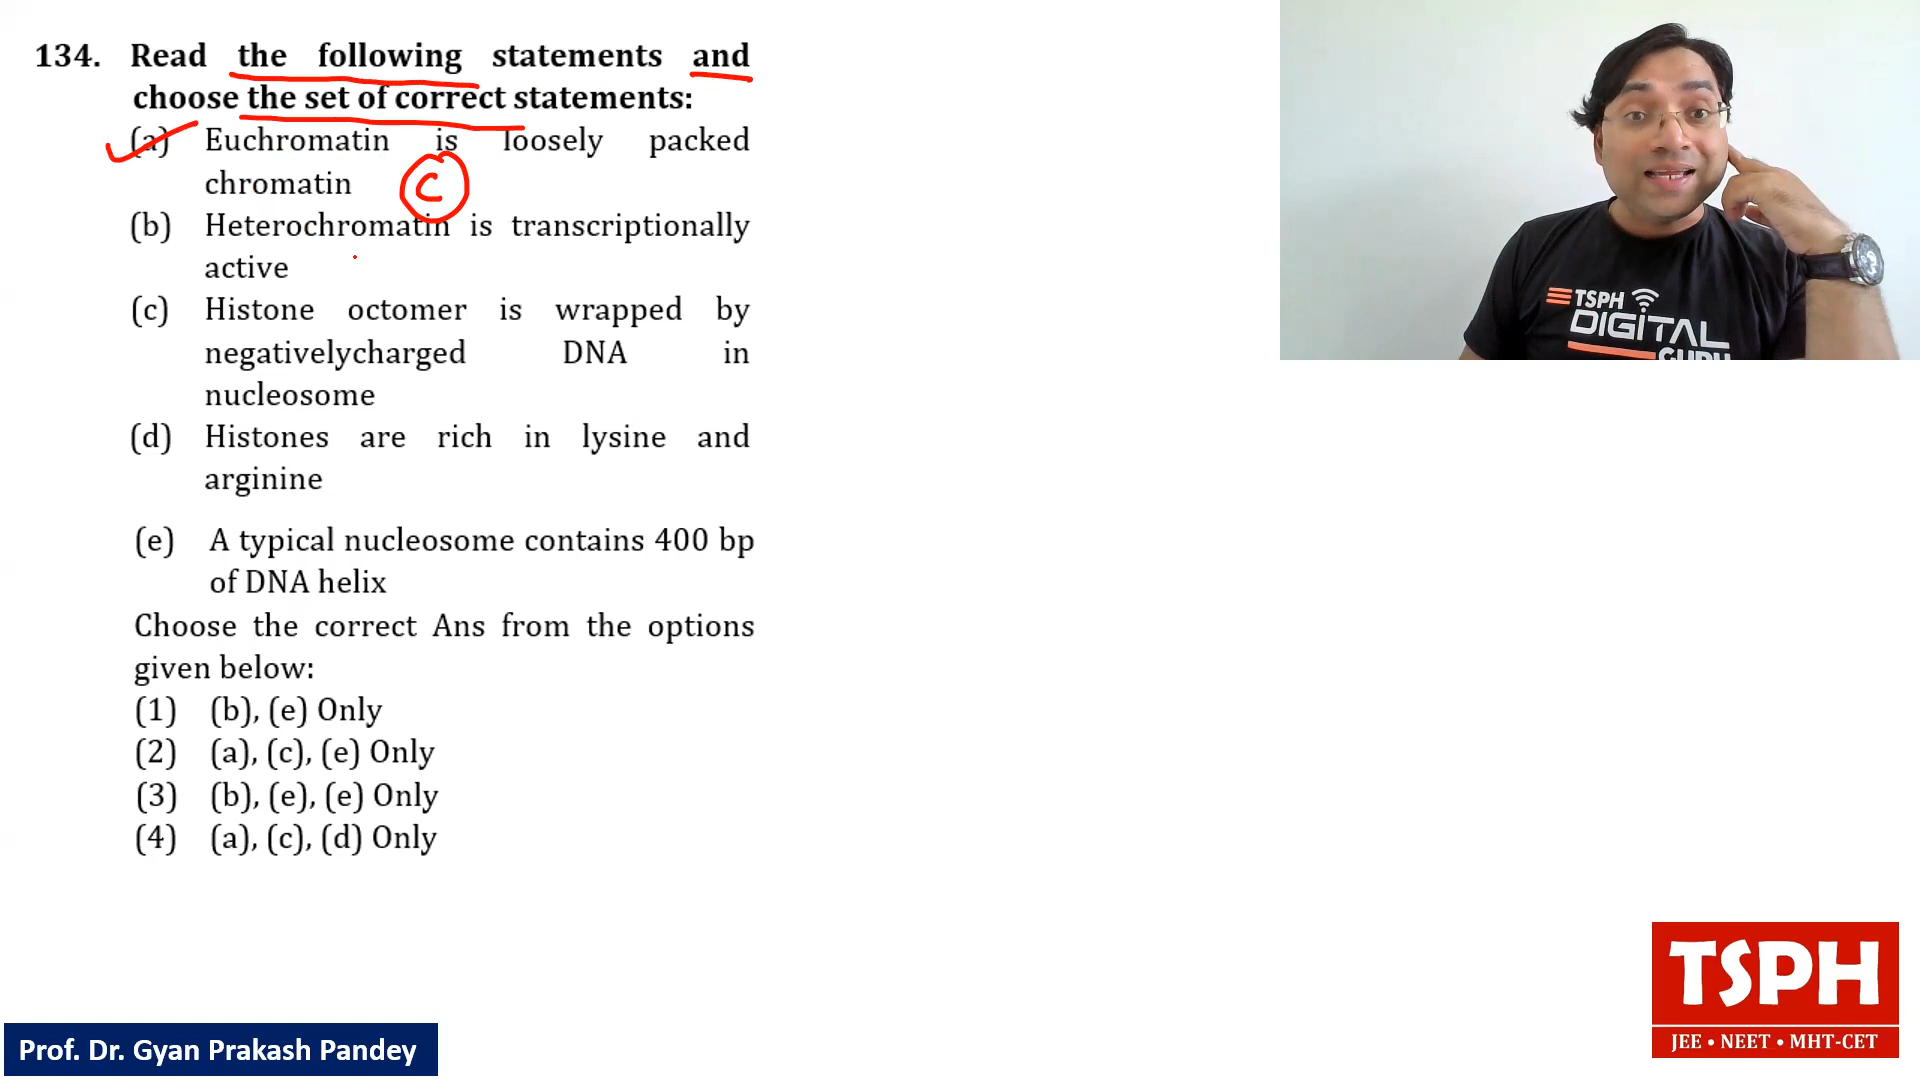 134. Read the following statements and
choose the set of correct statements:
(a) Euchromatin is loosely packed
chromatin
C
(b) Heterochromatin is transcriptionally
active
(c) Histone octomer is wrapped by
negativelycharged DNA in
nucleosome
(d) Histones are rich in lysine and
arginine
(e) A typical nucleosome contains 400 bp
of DNA helix
Choose the correct Ans from the options
given below:
(1) (b), (e) Only
(2) (a), (c), (e) Only
(3) (b), (e), (e) Only
(4) (a), (c), (d) Only
TSPH
DIGITAL
GURU
TSPH
JEE • NEET • MHT-CET
Prof. Dr. Gyan Prakash Pandey